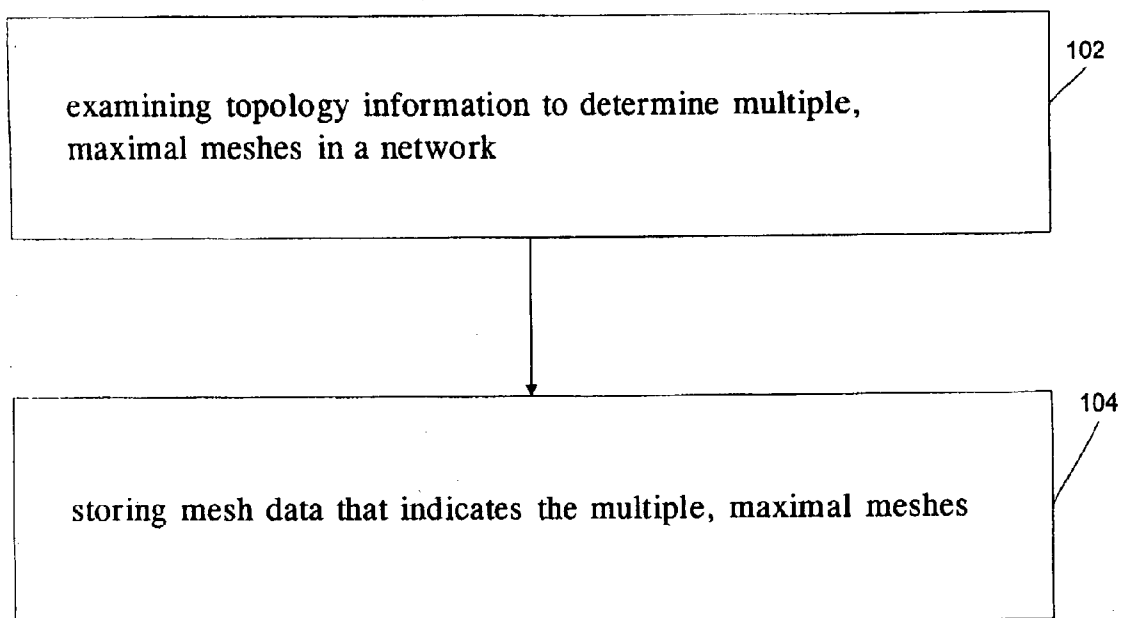 102
examining topology information to determine multiple,
maximal meshes in a network
104
storing mesh data that indicates the multiple, maximal meshes